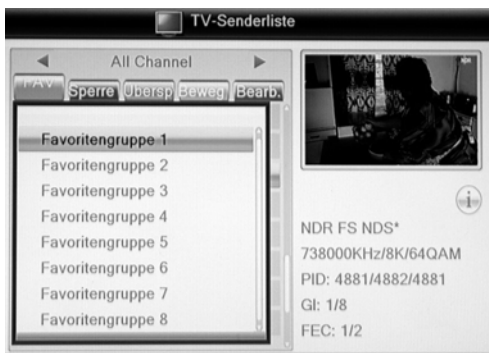 TV-Senderliste
All Channel
FAV Sperre Übersp Beweg Bearb.
Favoritengruppe 1
Favoritengruppe 2
Favoritengruppe 3
Favoritengruppe 4
Favoritengruppe 5
Favoritengruppe 6
Favoritengruppe 7
Favoritengruppe 8
NDR FS NDS*
738000KHz/8K/64QAM
PID: 4881/4882/4881
GI: 1/8
FEC: 1/2